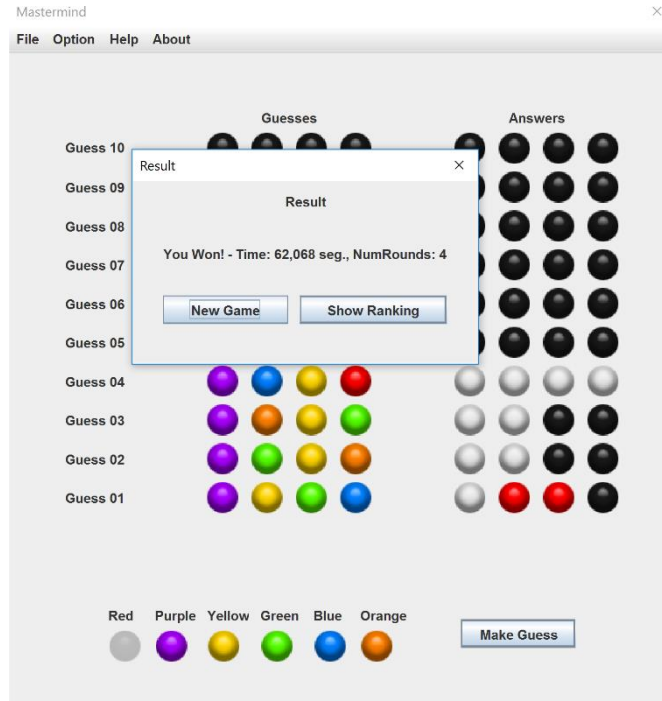 Mastermind
File Option Help About
Guesses Answers
Guess 10
Result
Guess 09
Result
Guess 08
You Won! - Time: 62,068 seg., NumRounds: 4
Guess 07
Guess 06
New Game Show Ranking
Guess 05
Guess 04
Guess 03
Guess 02
Guess 01
Red Purple Yellow Green Blue Orange
Make Guess